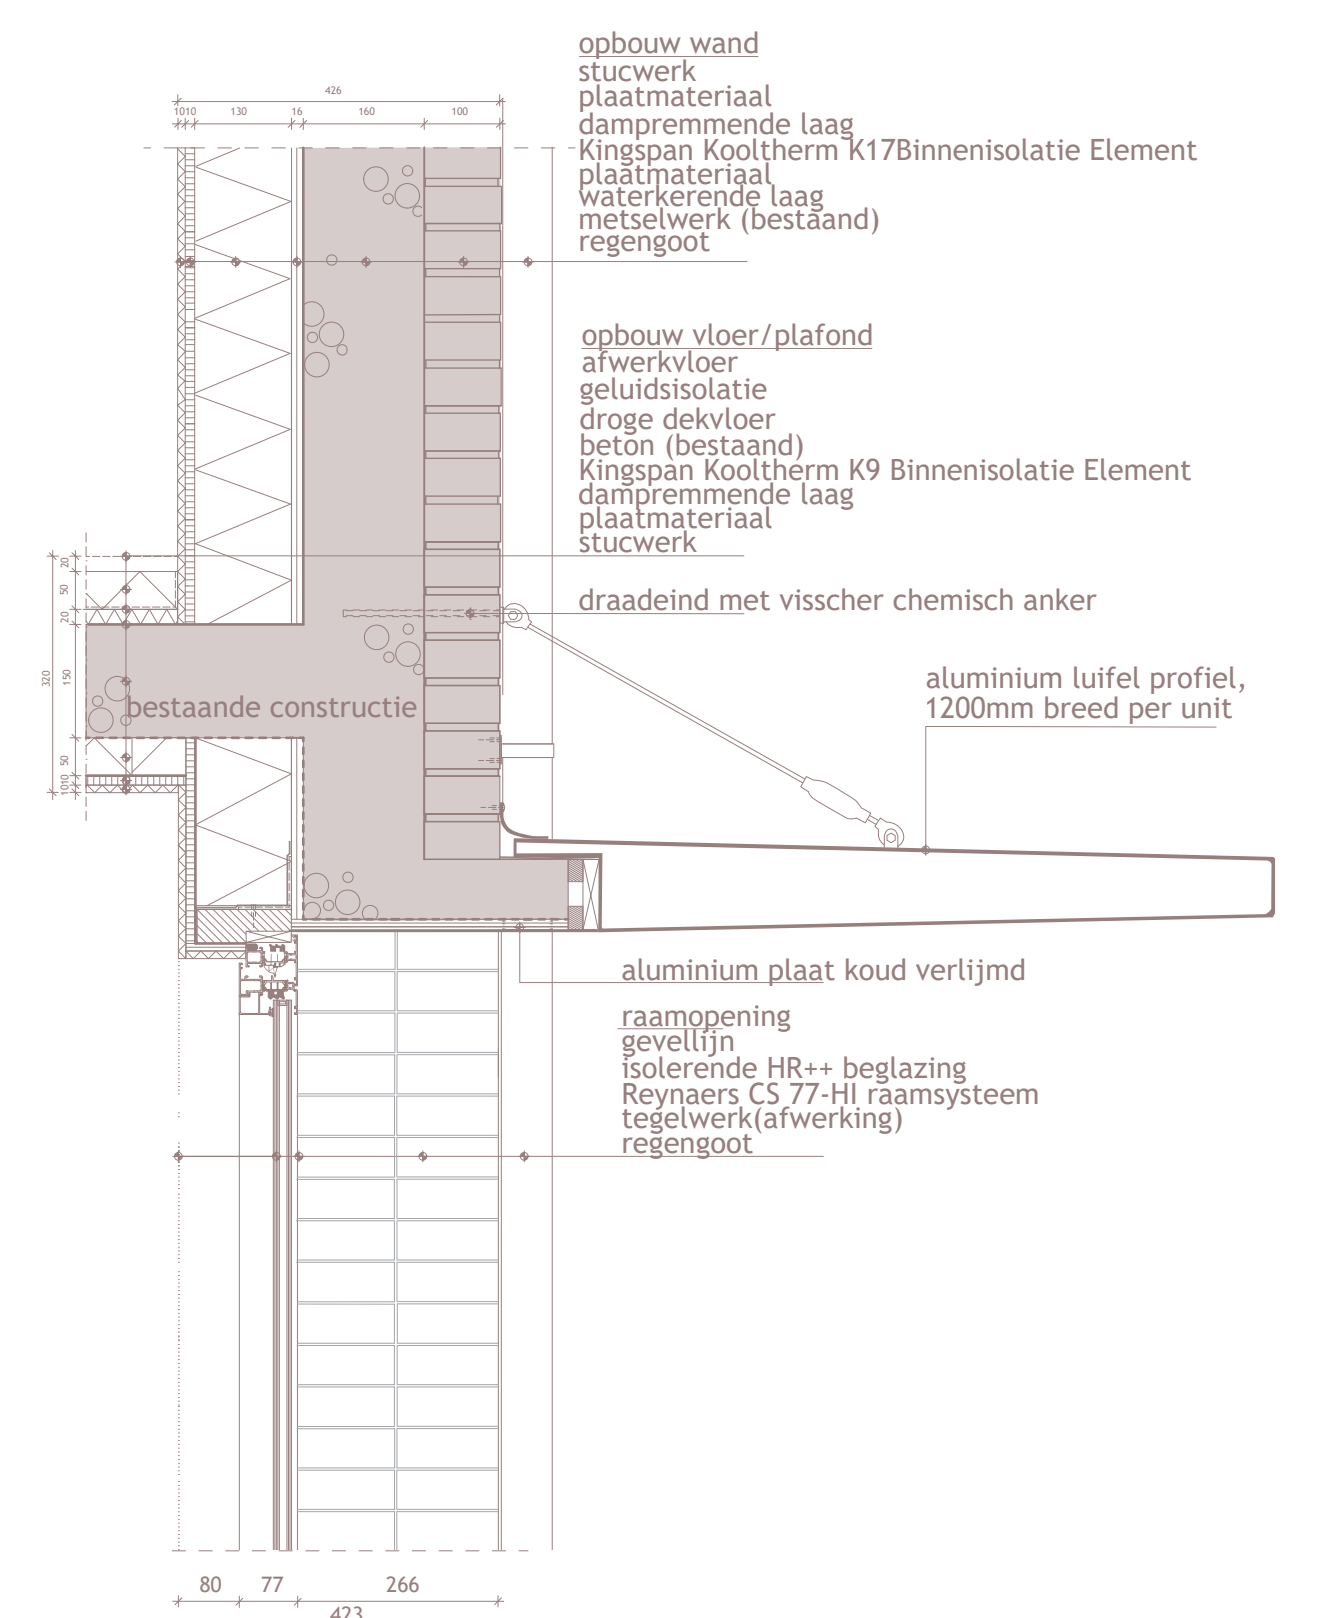 opbouw wand
stucwerk
plaatmateriaal
dampremmende laag
Kingspan Kooltherm K17Binnenisolatie Element
plaatmateriaal
waterkerende laag
metselwerk (bestaand)
regengoot
426
10 10 130 16 160 100
opbouw vloer/plafond
afwerkvloer
geluidsisolatie
droge dekvloer
beton (bestaand)
Kingspan Kooltherm K9 Binnenisolatie Element
dampremmende laag
plaatmateriaal
stucwerk
draadeind met visscher chemisch anker
aluminium luifel profiel,
1200mm breed per unit
320
20
50
20
150
50
10
10
bestaande constructie
aluminium plaat koud verlijmd
raamopening
gevellijn
isolerende HR++ beglazing
Reynaers CS 77-HI raamsysteem
tegelwerk(afwerking)
regengoot
80 77 266
423